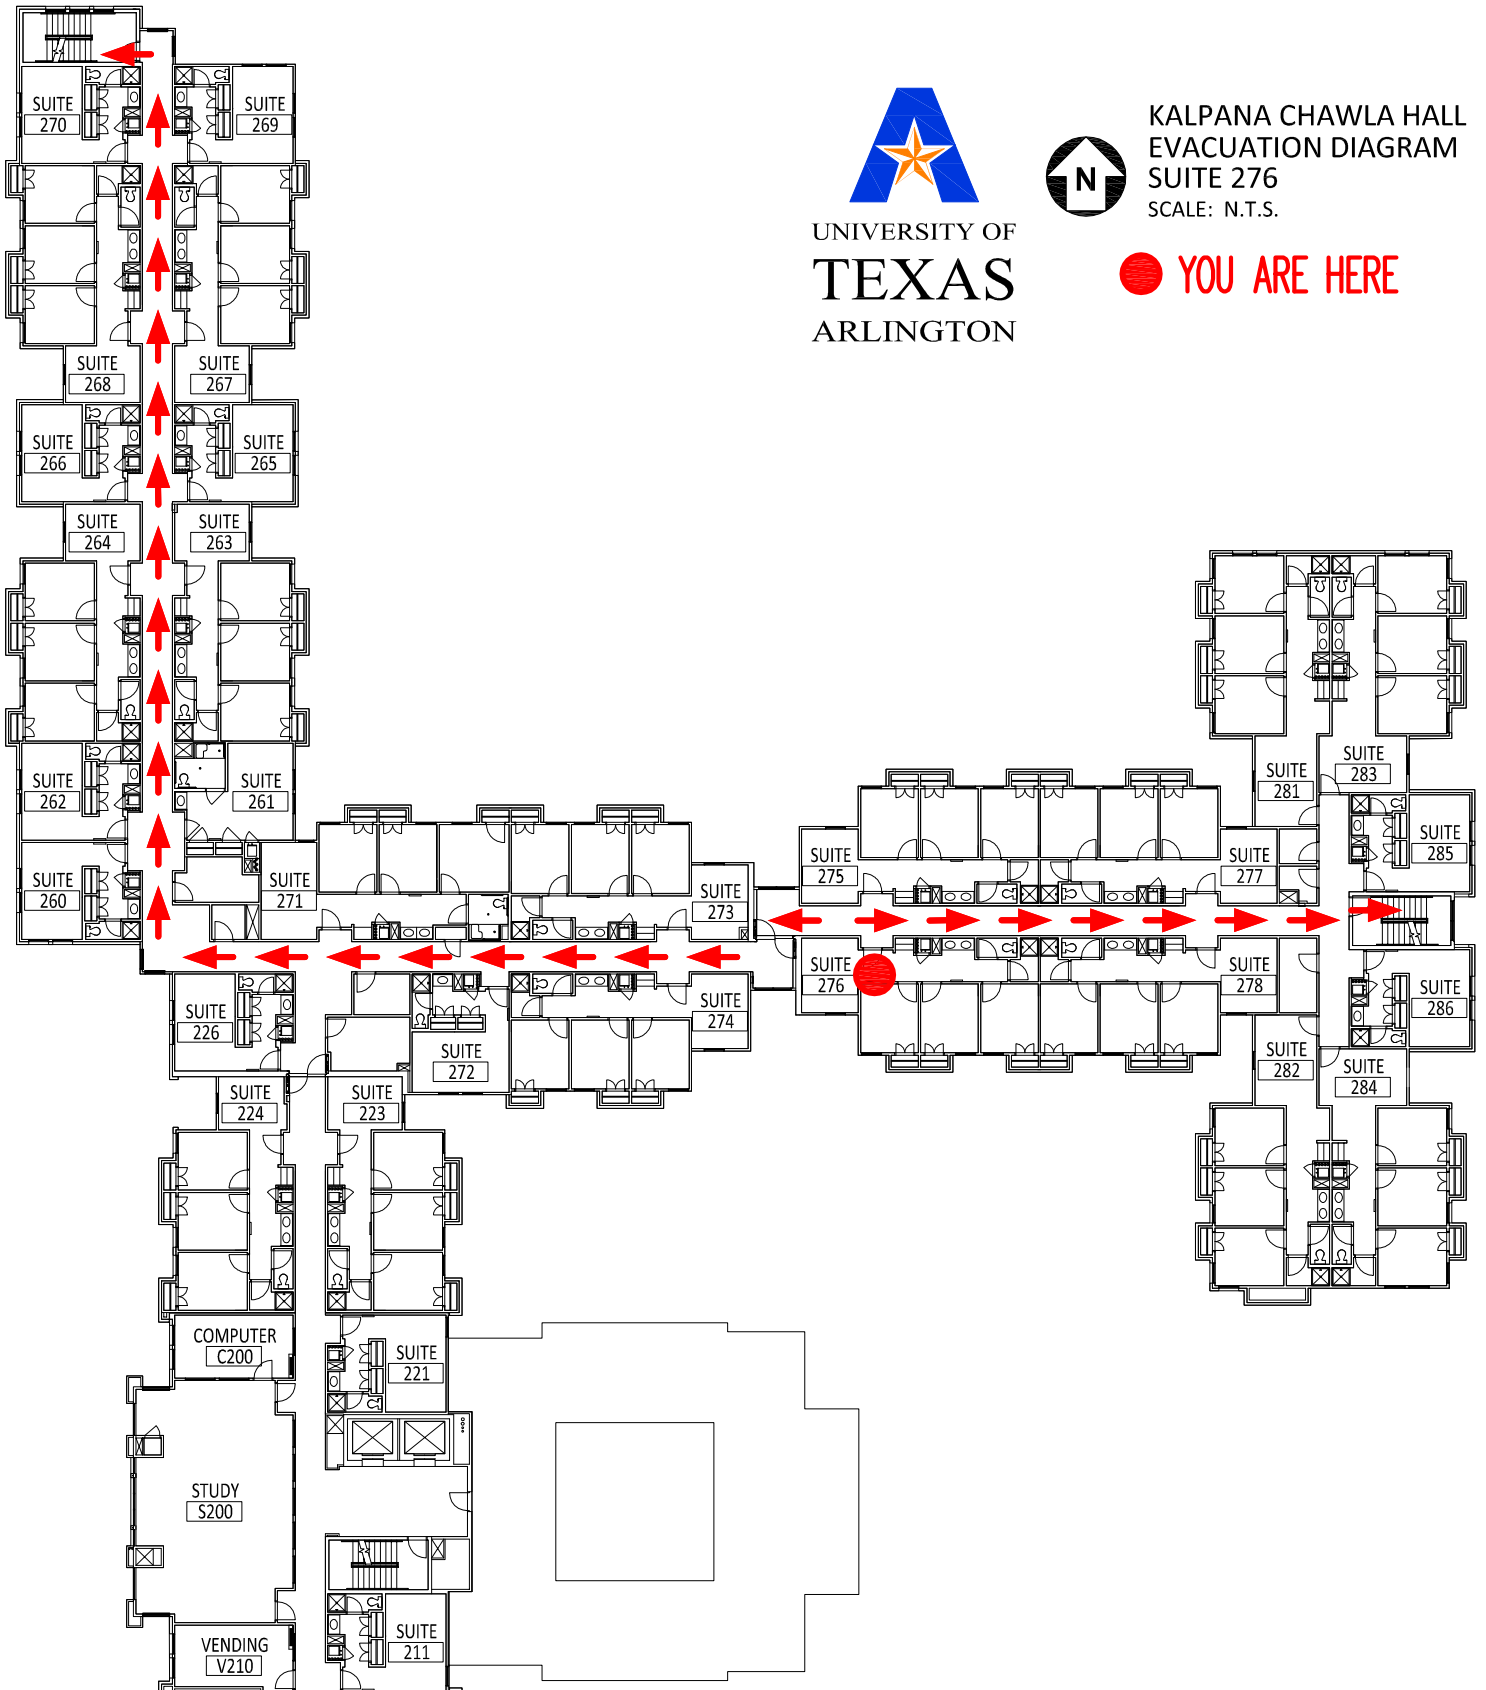 KALPANA CHAWLA HALL
EVACUATION DIAGRAM
SUITE 276
SCALE: N.T.S.
N
YOU ARE HERE
UNIVERSITY OF
TEXAS
ARLINGTON
SUITE
270
SUITE
269
SUITE
268
SUITE
267
SUITE
266
SUITE
265
SUITE
264
SUITE
263
SUITE
262
SUITE
261
SUITE
260
SUITE
271
SUITE
273
SUITE
275
SUITE
277
SUITE
281
SUITE
283
SUITE
285
SUITE
226
SUITE
272
SUITE
274
SUITE
276
SUITE
278
SUITE
286
SUITE
282
SUITE
284
SUITE
224
SUITE
223
COMPUTER
C200
SUITE
221
STUDY
S200
VENDING
V210
SUITE
211